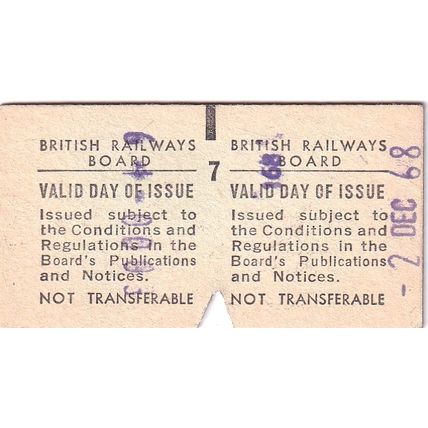 BRITISH RAILWAYS
BOARD
VALID DAY OF ISSUE
Issued subject to
the Conditions and
Regulations in the
Board's Publications
and Notices.
NOT TRANSFERABLE
7
BRITISH RAILWAYS
BOARD
VALID DAY OF ISSUE
Issued subject to
the Conditions and
Regulations in the
Board's Publications
and Notices.
NOT TRANSFERABLE
- 2 DEC 68
68